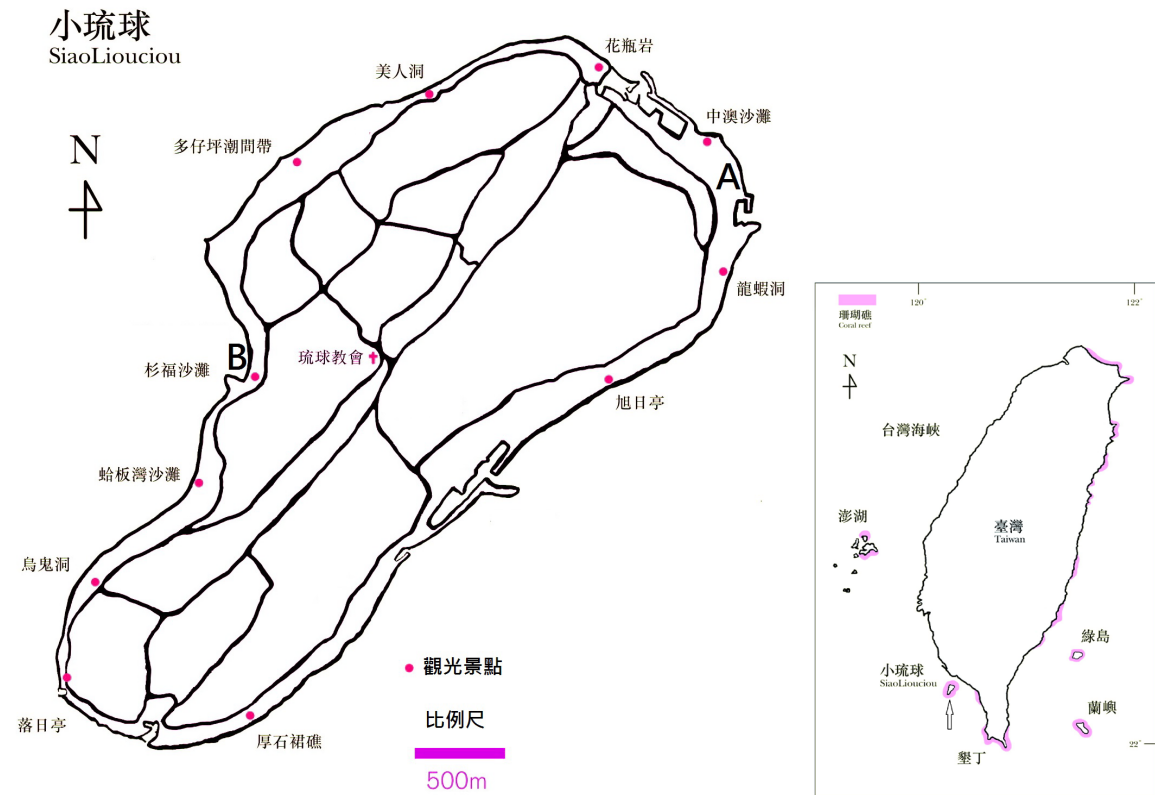 小琉球
SiaoLiouciou
花瓶岩
美人洞
中澳沙灘
多仔坪潮間帶
N
A
龍蝦洞
B
琉球教會
杉福沙灘
旭日亭
蛤板灣沙灘
烏鬼洞
落日亭
厚石裙礁
觀光景點
比例尺
500m
120°
122°
珊瑚礁
Coral reef
N
台灣海峽
澎湖
臺灣
Taiwan
綠島
小琉球
SiaoLiouciou
蘭嶼
22°
墾丁